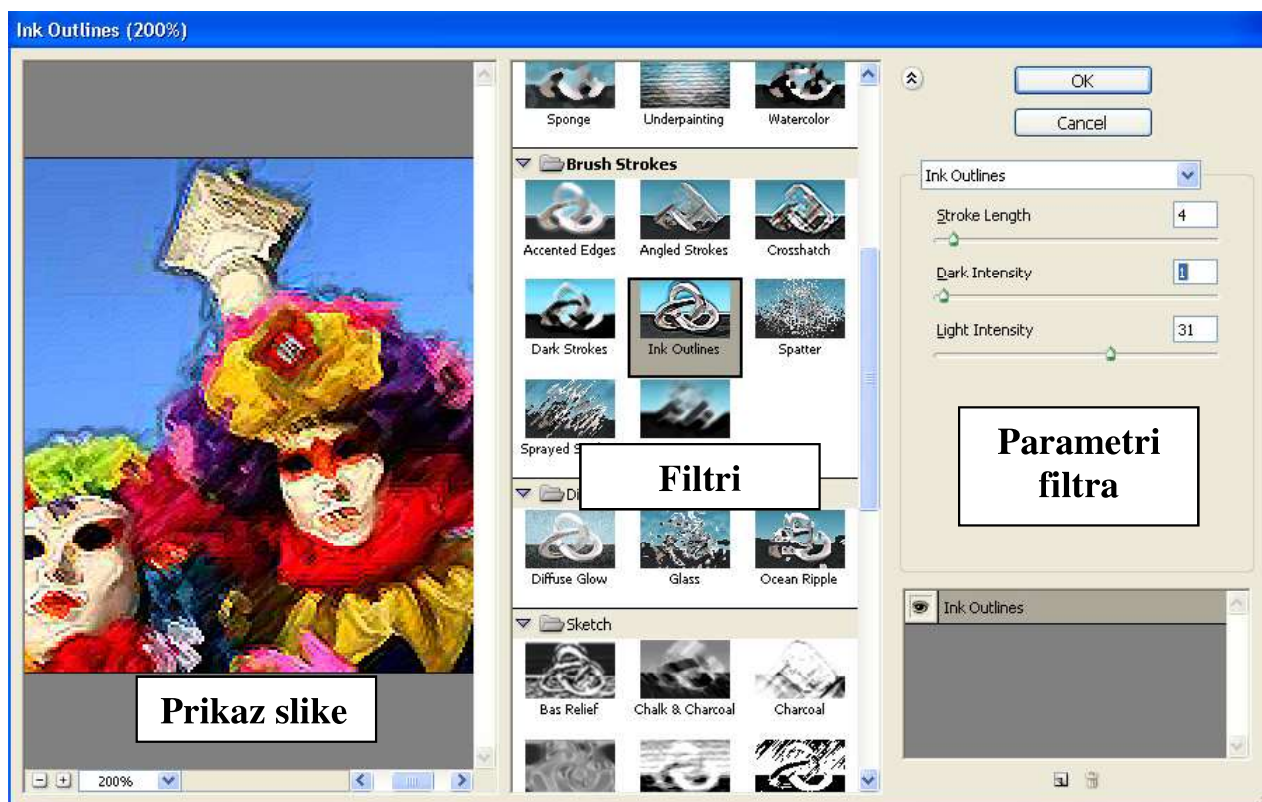 Ink Outlines (200%)
Sponge Underpainting Watercolor
Brush Strokes
Accented Edges Angled Strokes Crosshatch
Dark Strokes Ink Outlines Spatter
Sprayed
Filtri
Diffuse Glow Glass Ocean Ripple
Sketch
Bas Relief Chalk & Charcoal Charcoal
Prikaz slike
200%
OK
Cancel
Ink Outlines
Stroke Length 4
Dark Intensity 1
Light Intensity 31
Parametri
filtra
Ink Outlines